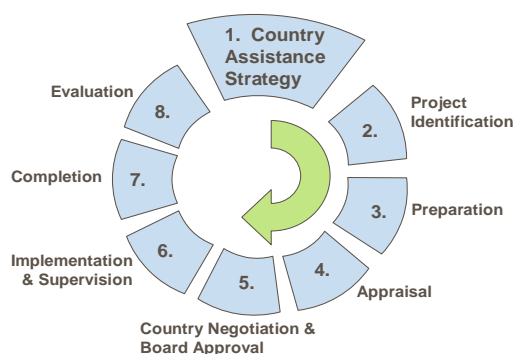 1. Country
Assistance
Strategy
2.
Project
Identification
3.
Preparation
4.
Appraisal
5.
Country Negotiation &
Board Approval
6.
Implementation
& Supervision
7.
Completion
8.
Evaluation